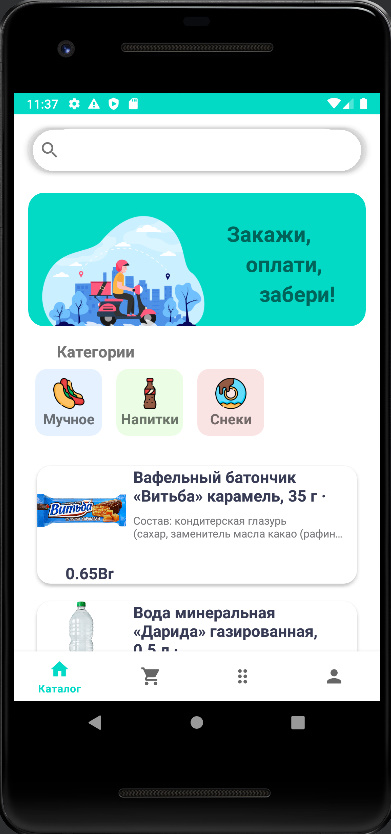 11:37
Закажи,
оплати,
забери!
Категории
Мучное
Напитки
Снеки
Витьба
Вафельный батончик
«Витьба» карамель, 35 г ·
Состав: кондитерская глазурь
(сахар, заменитель масла какао (рафин...
0.65Br
Вода минеральная
«Дарида» газированная,
0,5 л ·
Каталог